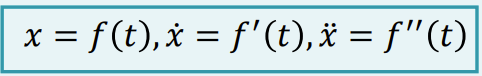 x = f(t), ẋ = f′(t), ẍ = f′′(t)